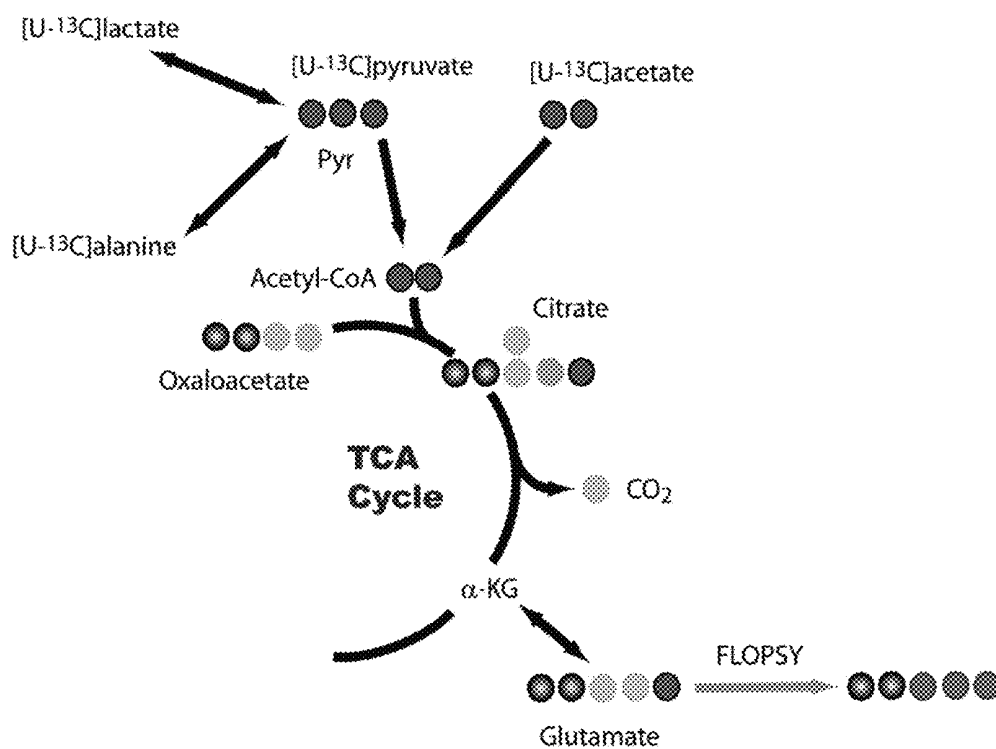 [U-¹³C]lactate
[U-¹³C]pyruvate
[U-¹³C]acetate
Pyr
[U-¹³C]alanine
Acetyl-CoA
Citrate
Oxaloacetate
TCA
Cycle
CO₂
α-KG
FLOPSY
Glutamate